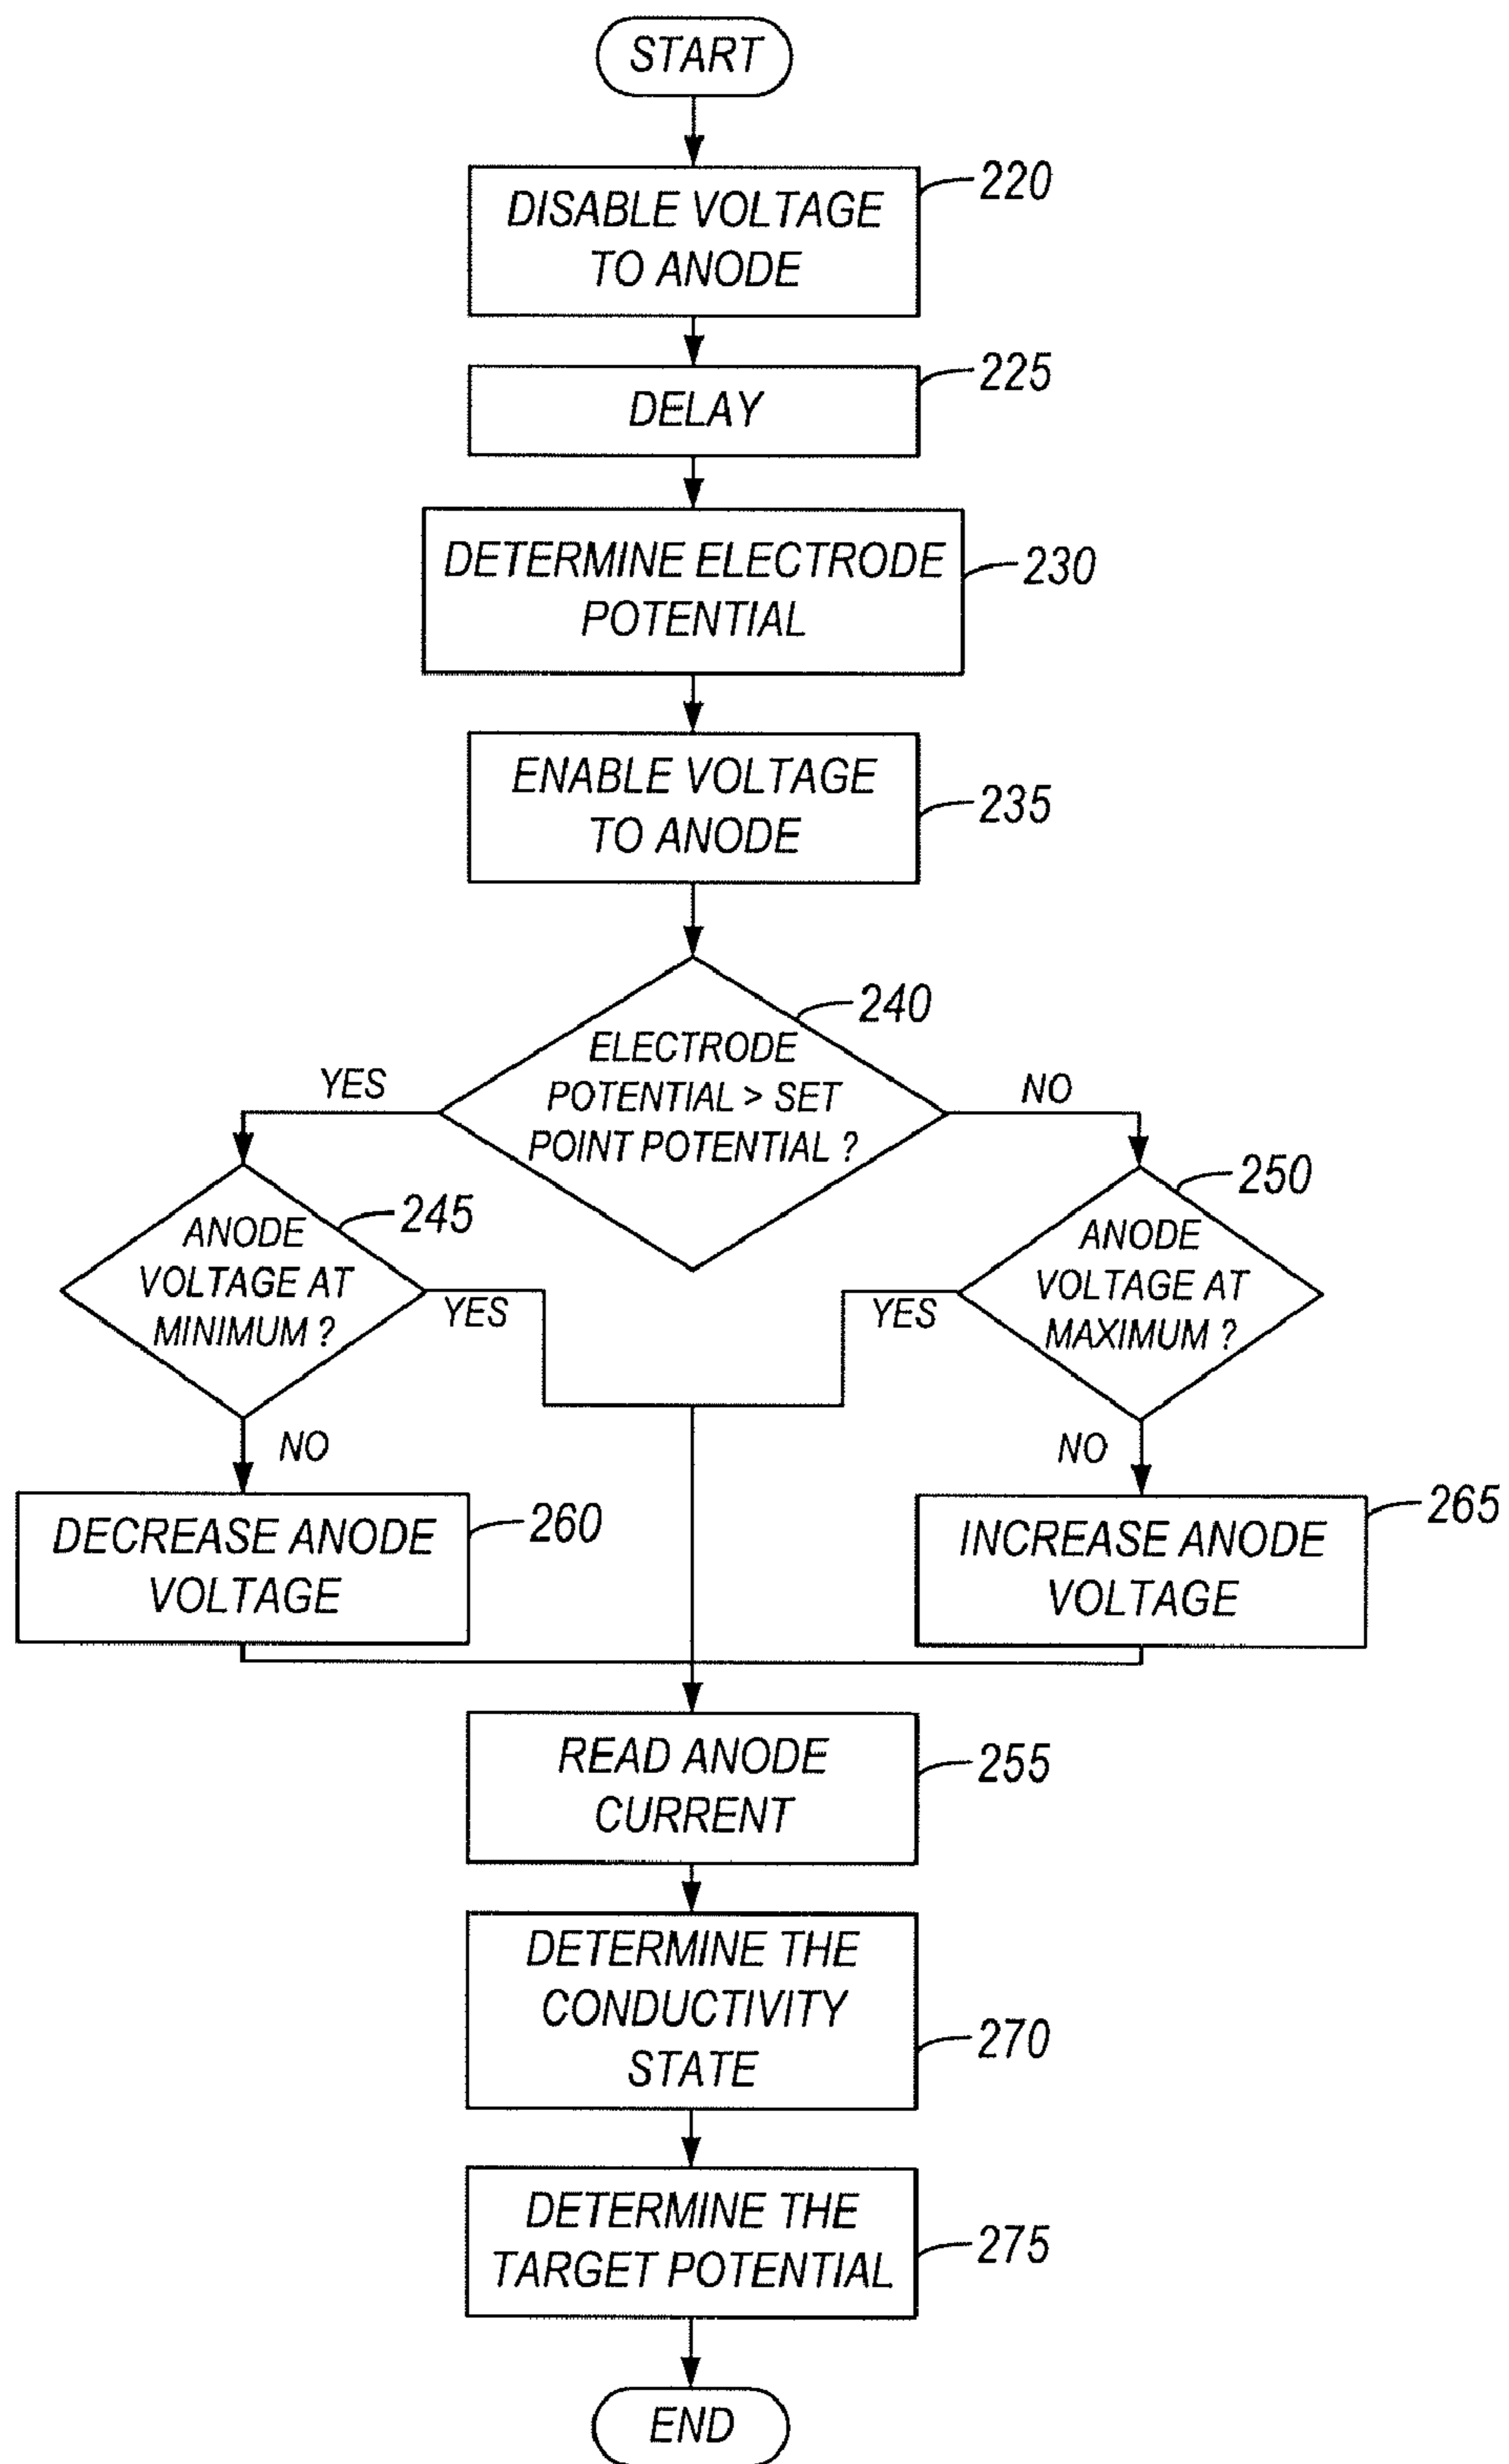 START
220
DISABLE VOLTAGE
TO ANODE
225
DELAY
230
DETERMINE ELECTRODE
POTENTIAL
235
ENABLE VOLTAGE
TO ANODE
240
ELECTRODE
POTENTIAL > SET
POINT POTENTIAL ?
YES
NO
245
ANODE
VOLTAGE AT
MINIMUM ?
YES
250
ANODE
VOLTAGE AT
MAXIMUM ?
YES
NO
NO
260
DECREASE ANODE
VOLTAGE
265
INCREASE ANODE
VOLTAGE
255
READ ANODE
CURRENT
270
DETERMINE THE
CONDUCTIVITY
STATE
275
DETERMINE THE
TARGET POTENTIAL
END